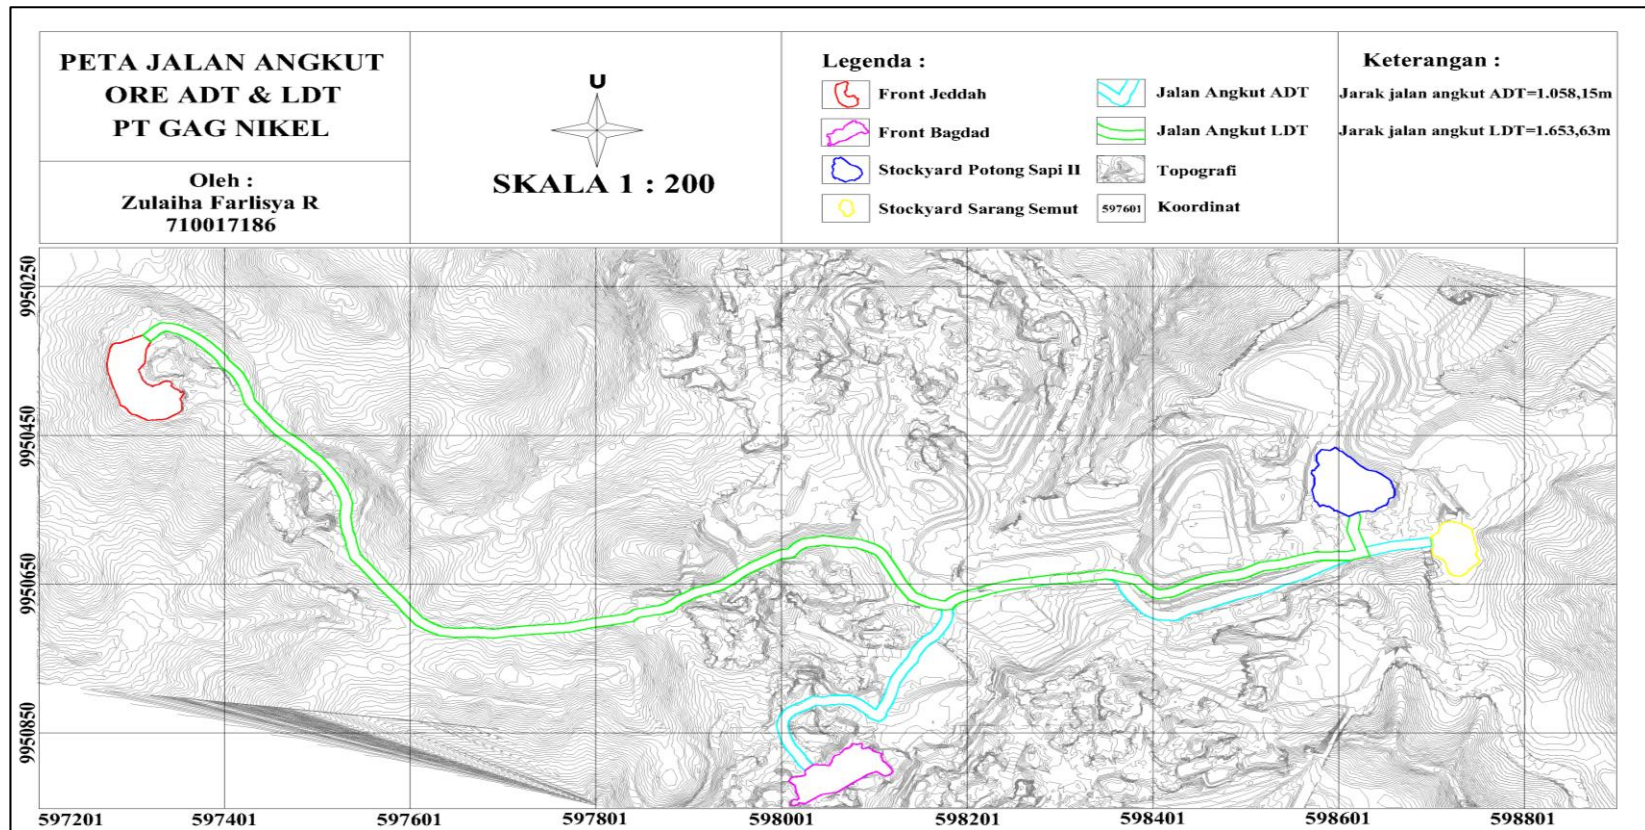 PETA JALAN ANGKUT
ORE ADT & LDT
PT GAG NIKEL
Oleh :
Zulaiha Farlisya R
710017186
U
SKALA 1 : 200
Legenda :
Front Jeddah
Front Bagdad
Stockyard Potong Sapi II
Stockyard Sarang Semut
Jalan Angkut ADT
Jalan Angkut LDT
Topografi
597601 Koordinat
Keterangan :
Jarak jalan angkut ADT=1.058,15m
Jarak jalan angkut LDT=1.653,63m
9950250
9950450
9950650
9950850
597201 597401 597601 597801 598001 598201 598401 598601 598801